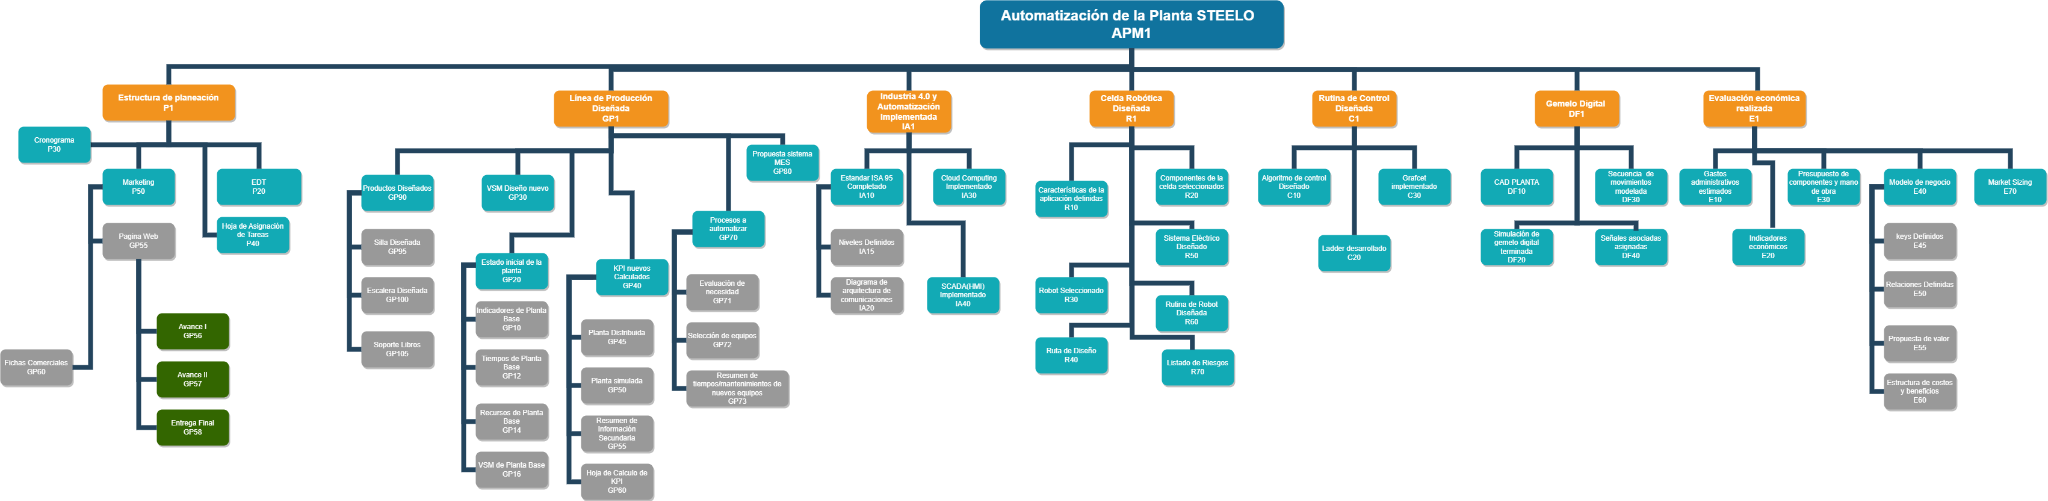 Automatización de la Planta STEELO
APM1
Estructura de planeación
P1
Cronograma
P30
Marketing
P50
EDT
P20
Pagina Web
GP55
Hoja de Asignación
de Tareas
P40
Avance I
GP56
Fichas Comerciales
GP60
Avance II
GP57
Entrega Final
GP58
Linea de Producción
Diseñada
GP1
Productos Diseñados
GP90
Silla Diseñada
GP95
Escalera Diseñada
GP100
Soporte Libros
GP105
VSM Diseño nuevo
GP30
Estado inicial de la
planta
GP20
Indicadores de Planta
Base
GP10
Tiempos de Planta
Base
GP12
Recursos de Planta
Base
GP14
VSM de Planta Base
GP16
KPI nuevos
Calculados
GP40
Planta Distribuida
GP45
Planta simulada
GP50
Resumen de
Información
Secundaria
GP55
Hoja de Calculo de
KPI
GP60
Procesos a
automatizar
GP70
Evaluación de
necesidad
GP71
Selección de equipos
GP72
Resumen de
tiempos/mantenimientos de
nuevos equipos
GP73
Propuesta sistema
MES
GP60
Industria 4.0 y
Automatización
Implementada
IA1
Estandar ISA 95
Completado
IA10
Niveles Definidos
IA15
Diagrama de
arquitectura de
comunicaciones
IA20
Cloud Computing
Implementado
IA30
SCADA(HMI)
Implementado
IA40
Celda Robótica
Diseñada
R1
Características de la
aplicación definidas
R10
Componentes de la
celda seleccionados
R20
Sistema Eléctrico
Diseñado
R50
Robot Seleccionado
R30
Rutina de Robot
Diseñada
R60
Ruta de Diseño
R40
Listado de Riesgos
R70
Rutina de Control
Diseñada
C1
Algoritmo de control
Diseñado
C10
Grafcet
implementado
C30
Ladder desarrollado
C20
Gemelo Digital
DF1
CAD PLANTA
DF10
Secuencia de
movimientos
modelada
DF30
Simulación de
gemelo digital
terminada
DF20
Señales asociadas
asignadas
DF40
Evaluación económica
realizada
E1
Gastos
administrativos
estimados
E10
Presupuesto de
componentes y mano
de obra
E30
Modelo de negocio
E40
Market Sizing
E70
Indicadores
económicos
E20
keys Definidos
E45
Relaciones Definidas
E50
Propuesta de valor
E55
Estructura de costos
y beneficios
E60